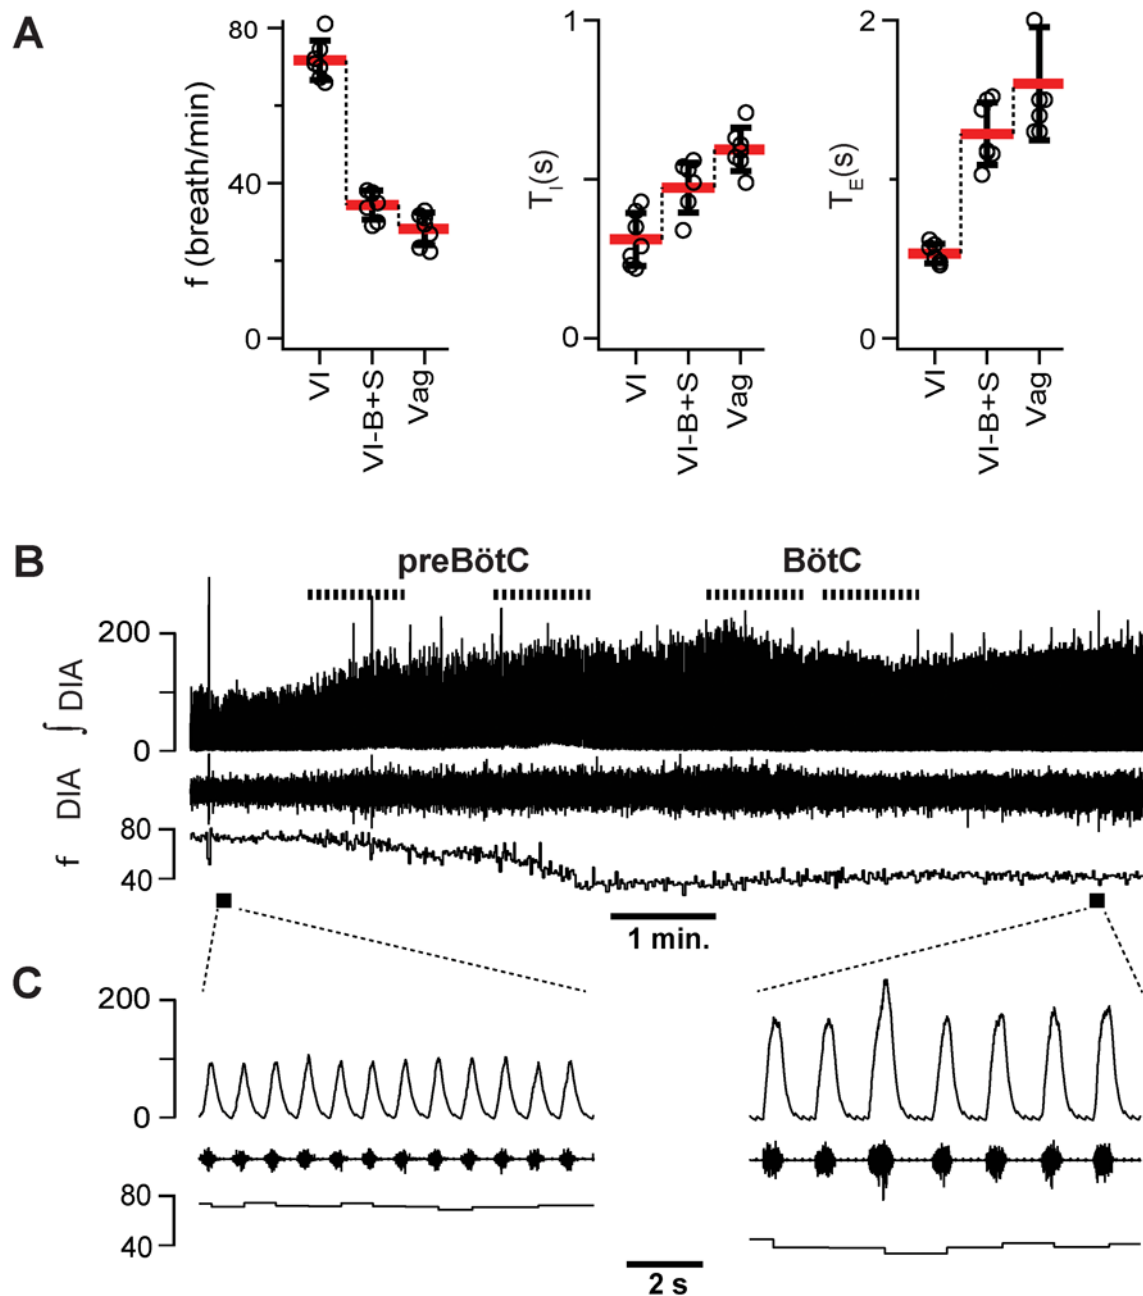 A
f (breath/min)
80
40
0
VI
VI-B+S
Vag
T_I(s)
1
0
VI
VI-B+S
Vag
T_E(s)
2
0
VI
VI-B+S
Vag
B
preBötC
BötC
∫ DIA
200
0
DIA
f
80
40
1 min.
C
200
0
80
40
2 s